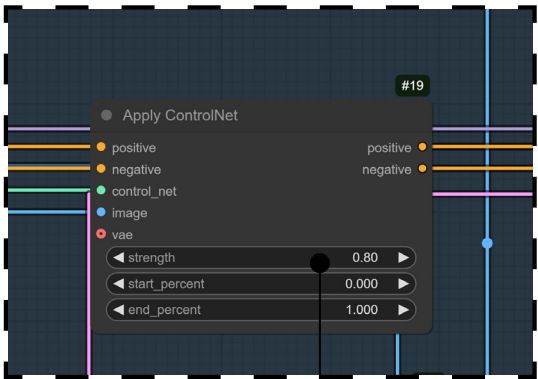 #19
Apply ControlNet
positive positive
negative negative
control_net
image
vae
strength 0.80
start_percent 0.000
end_percent 1.000